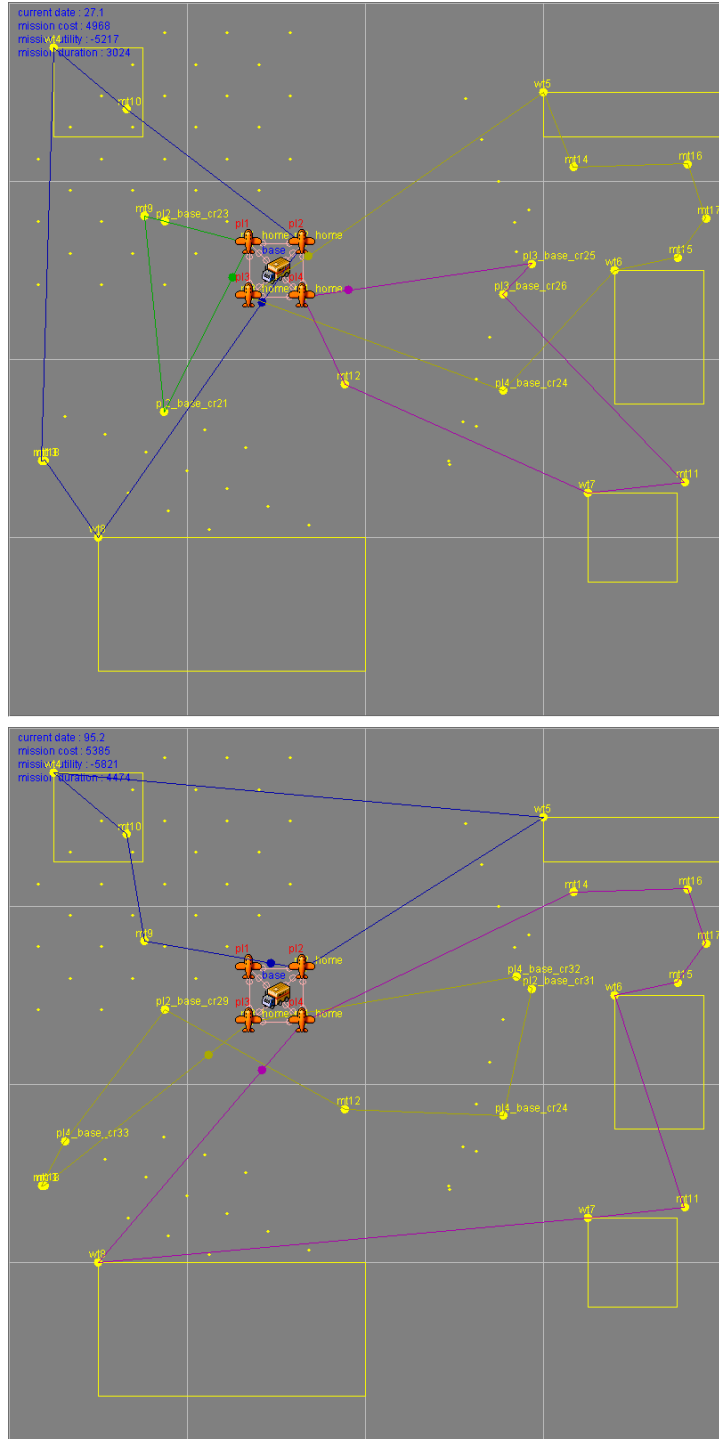 current date : 27.1
mission cost : 4968
mission utility : -5217
mission duration : 3024
wt4
wt5
mt10
mt14
mt16
mt9
pl2_base_cr23
mt17
pl1
pl2
home
home
base
mt15
pl3_base_cr25
wt6
pl3
pl4
home
home
pl3_base_cr26
mt12
pl4_base_cr24
pl2_base_cr21
mt11
wt7
wt8
current date : 95.2
mission cost : 5385
mission utility : -5821
mission duration : 4474
wt4
wt5
mt10
mt14
mt16
mt9
mt17
pl1
pl2
home
base
pl4_base_cr32
mt15
pl2_base_cr31
wt6
pl2_base_cr29
pl3
pl4
home
home
mt12
pl4_base_cr24
pl4_base_cr33
mt11
wt7
wt8